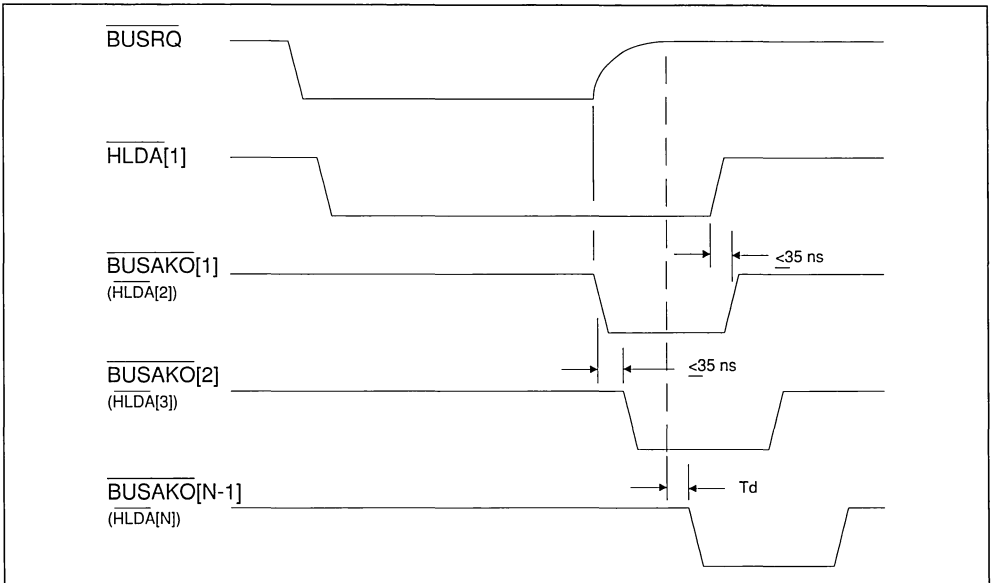 BUSRQ
HLDA[1]
≤35 ns
BUSAKO[1]
(HLDA[2])
BUSAKO[2]
≤35 ns
(HLDA[3])
Td
BUSAKO[N-1]
(HLDA[N])